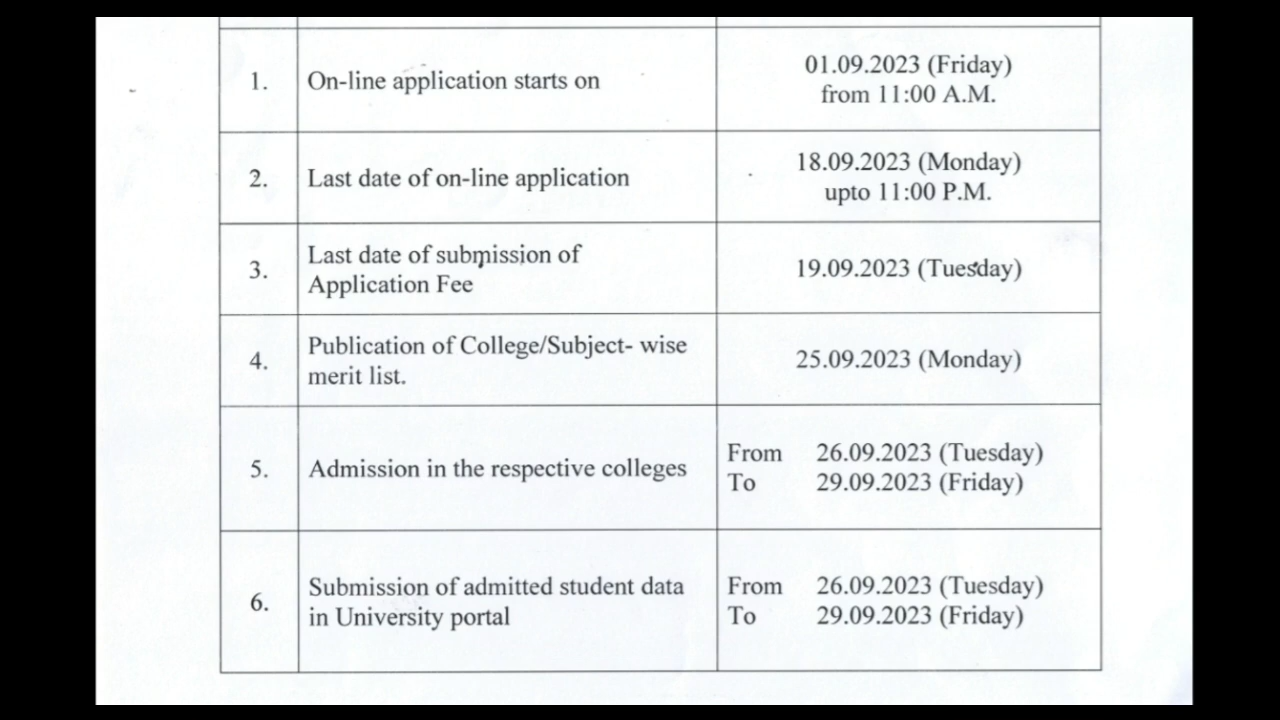 1.
On-line application starts on
01.09.2023 (Friday)
from 11:00 A.M.
2.
Last date of on-line application
18.09.2023 (Monday)
upto 11:00 P.M.
3.
Last date of submission of
Application Fee
19.09.2023 (Tuesday)
4.
Publication of College/Subject- wise
merit list.
25.09.2023 (Monday)
5.
Admission in the respective colleges
From 26.09.2023 (Tuesday)
To 29.09.2023 (Friday)
6.
Submission of admitted student data
in University portal
From 26.09.2023 (Tuesday)
To 29.09.2023 (Friday)